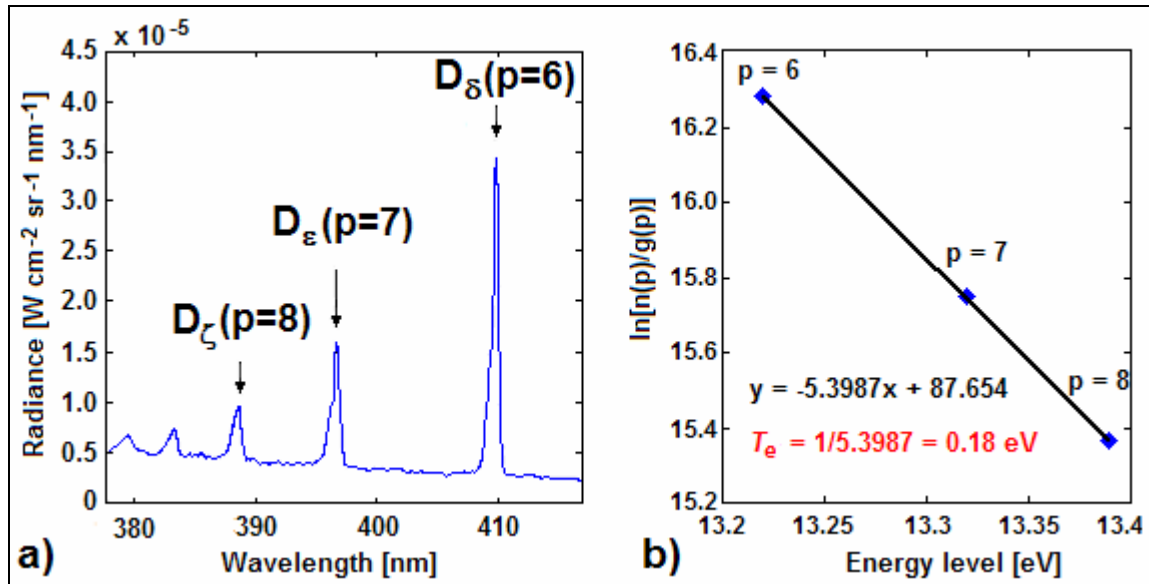 x 10 -5
4.5
4.0
3.5
3.0
2.5
2.0
1.5
1.0
0.5
0
Radiance [W cm-2 sr-1 nm-1]
Dδ(p=6)
Dε(p=7)
Dζ(p=8)
380 390 400 410
a) Wavelength [nm]
16.4
16.2
16.0
15.8
15.6
15.4
15.2
ln[n(p)/g(p)]
p = 6
p = 7
p = 8
y = -5.3987x + 87.654
Te = 1/5.3987 = 0.18 eV
13.2 13.25 13.3 13.35 13.4
b) Energy level [eV]